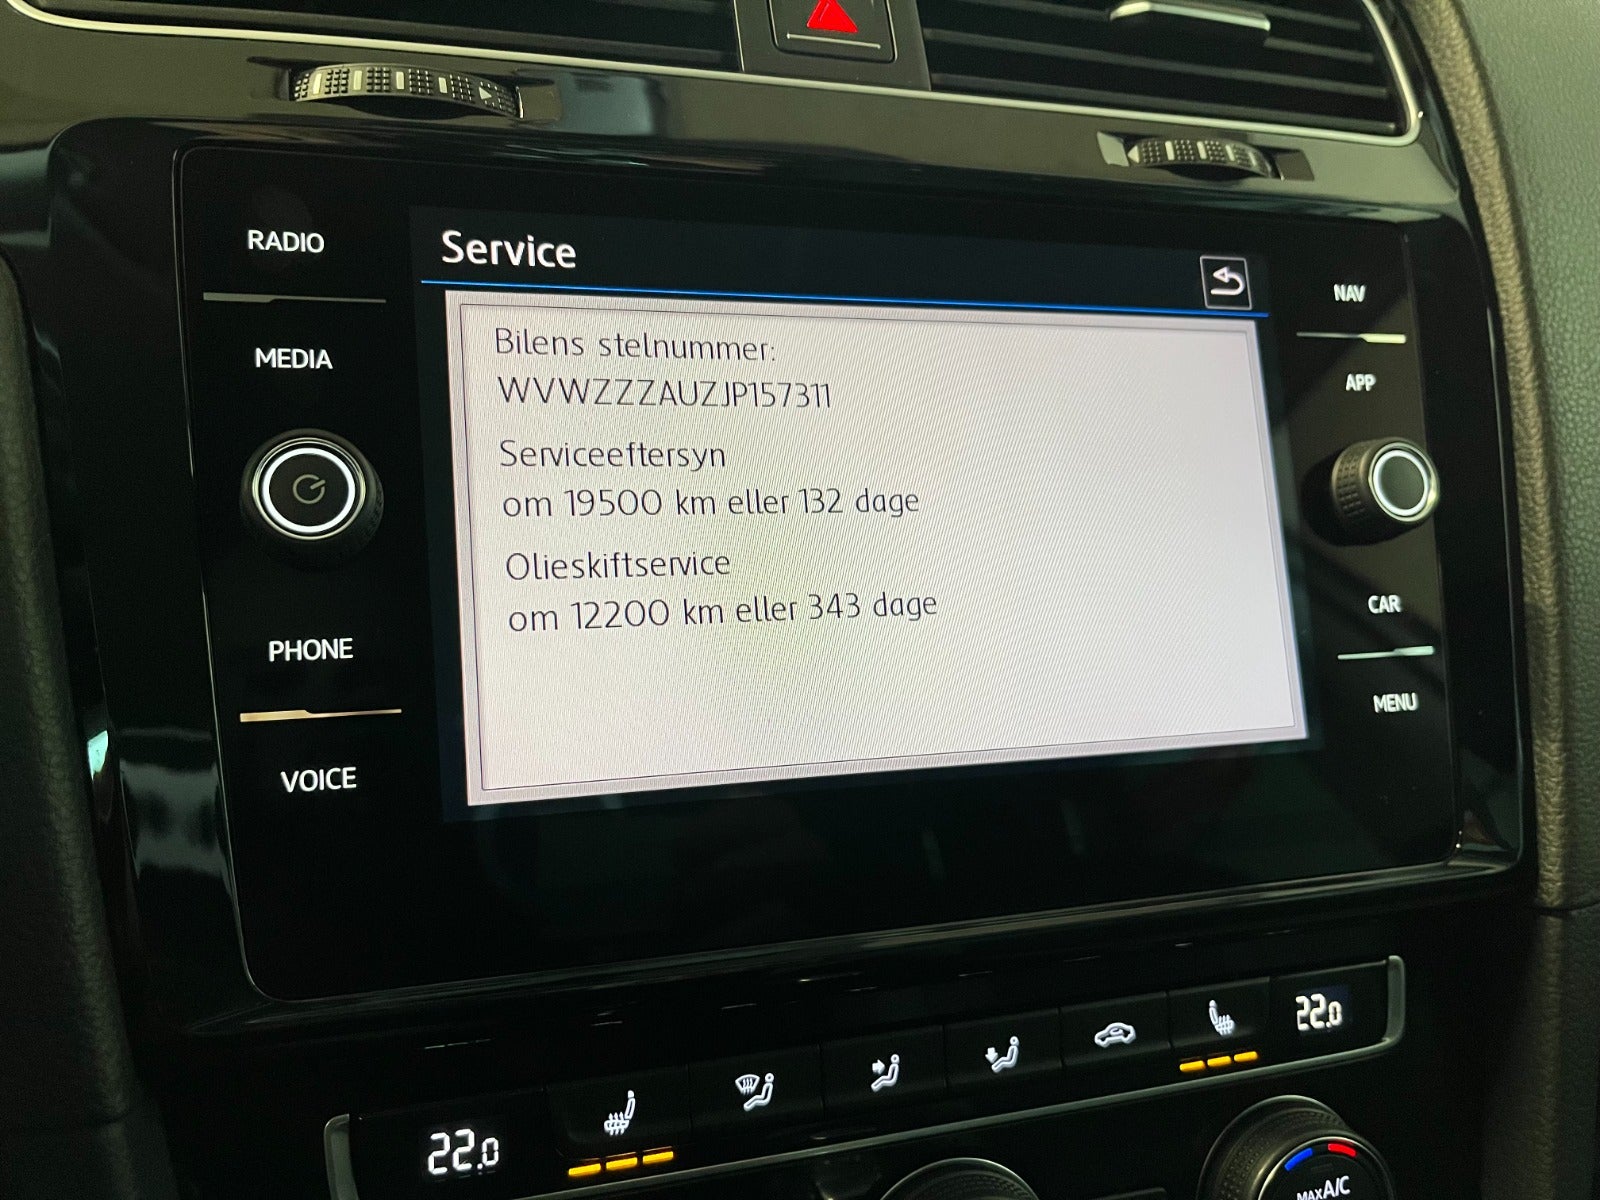 RADIO
MEDIA
PHONE
VOICE
Service
Bilens stelnummer:
WVWZZZAUZJP157311
Serviceeftersyn
om 19500 km eller 132 dage
Olieskiftservice
om 12200 km eller 343 dage
NAV
APP
CAR
MENU
22.0
22.0
MAX A/C